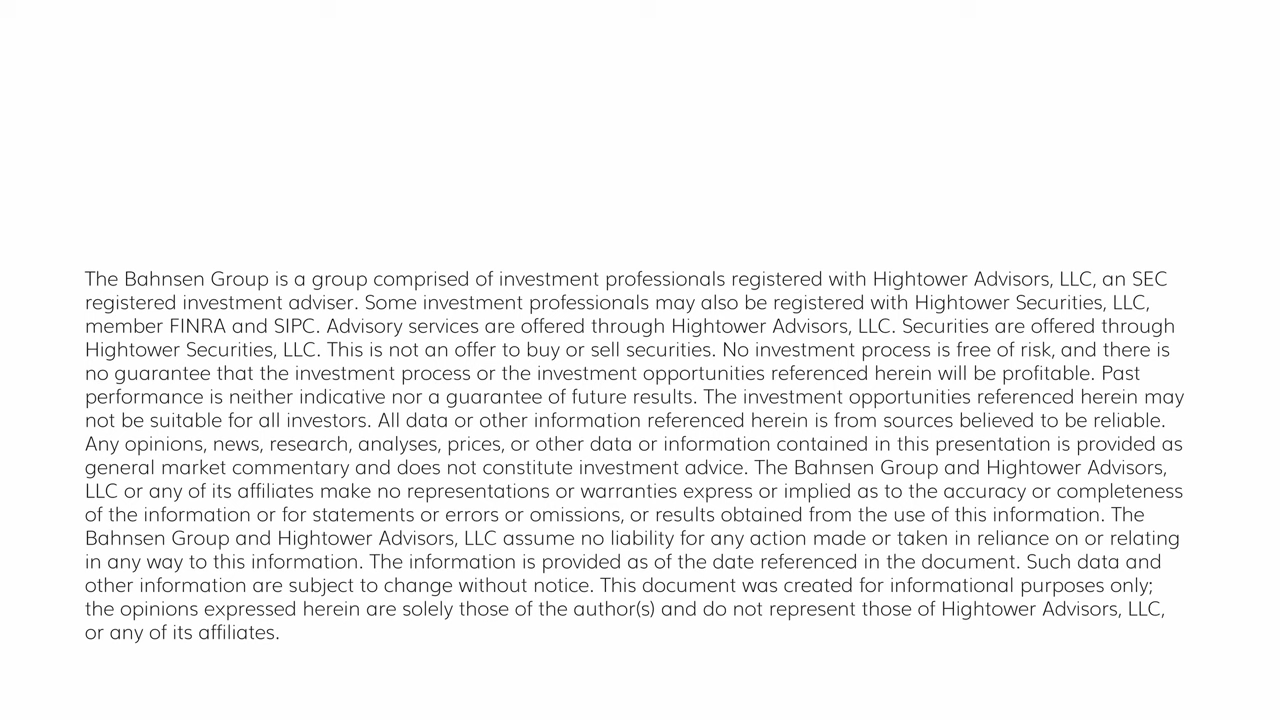 The Bahnsen Group is a group comprised of investment professionals registered with Hightower Advisors, LLC, an SEC
registered investment adviser. Some investment professionals may also be registered with Hightower Securities, LLC,
member FINRA and SIPC. Advisory services are offered through Hightower Advisors, LLC. Securities are offered through
Hightower Securities, LLC. This is not an offer to buy or sell securities. No investment process is free of risk, and there is
no guarantee that the investment process or the investment opportunities referenced herein will be profitable. Past
performance is neither indicative nor a guarantee of future results. The investment opportunities referenced herein may
not be suitable for all investors. All data or other information referenced herein is from sources believed to be reliable.
Any opinions, news, research, analyses, prices, or other data or information contained in this presentation is provided as
general market commentary and does not constitute investment advice. The Bahnsen Group and Hightower Advisors,
LLC or any of its affiliates make no representations or warranties express or implied as to the accuracy or completeness
of the information or for statements or errors or omissions, or results obtained from the use of this information. The
Bahnsen Group and Hightower Advisors, LLC assume no liability for any action made or taken in reliance on or relating
in any way to this information. The information is provided as of the date referenced in the document. Such data and
other information are subject to change without notice. This document was created for informational purposes only;
the opinions expressed herein are solely those of the author(s) and do not represent those of Hightower Advisors, LLC,
or any of its affiliates.